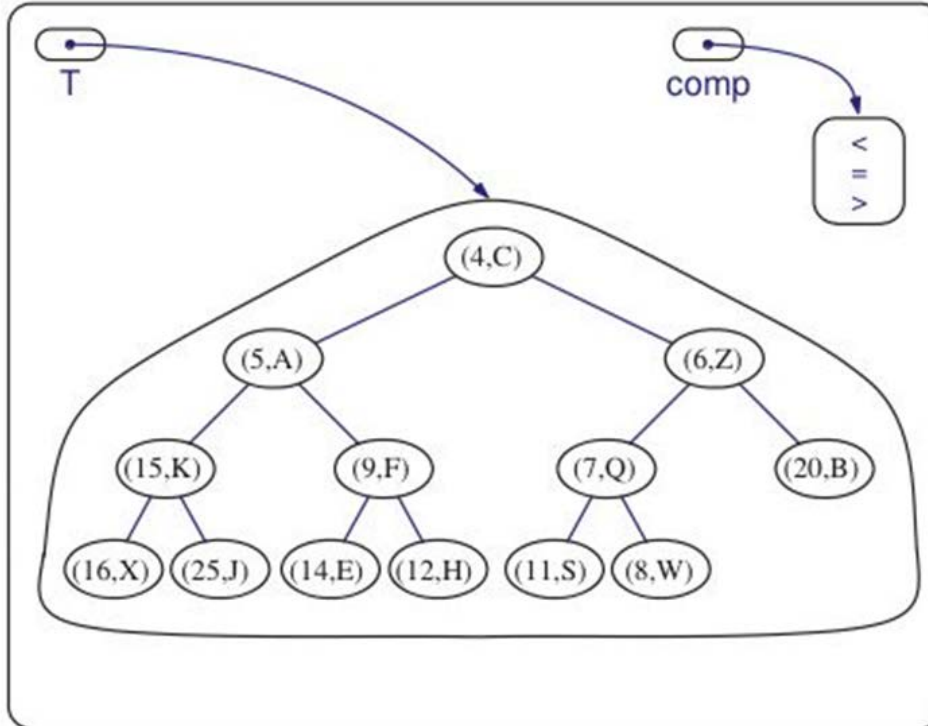 T
comp
<
=
>
(4,C)
(5,A) (6,Z)
(15,K) (9,F) (7,Q) (20,B)
(16,X) (25,J) (14,E) (12,H) (11,S) (8,W)